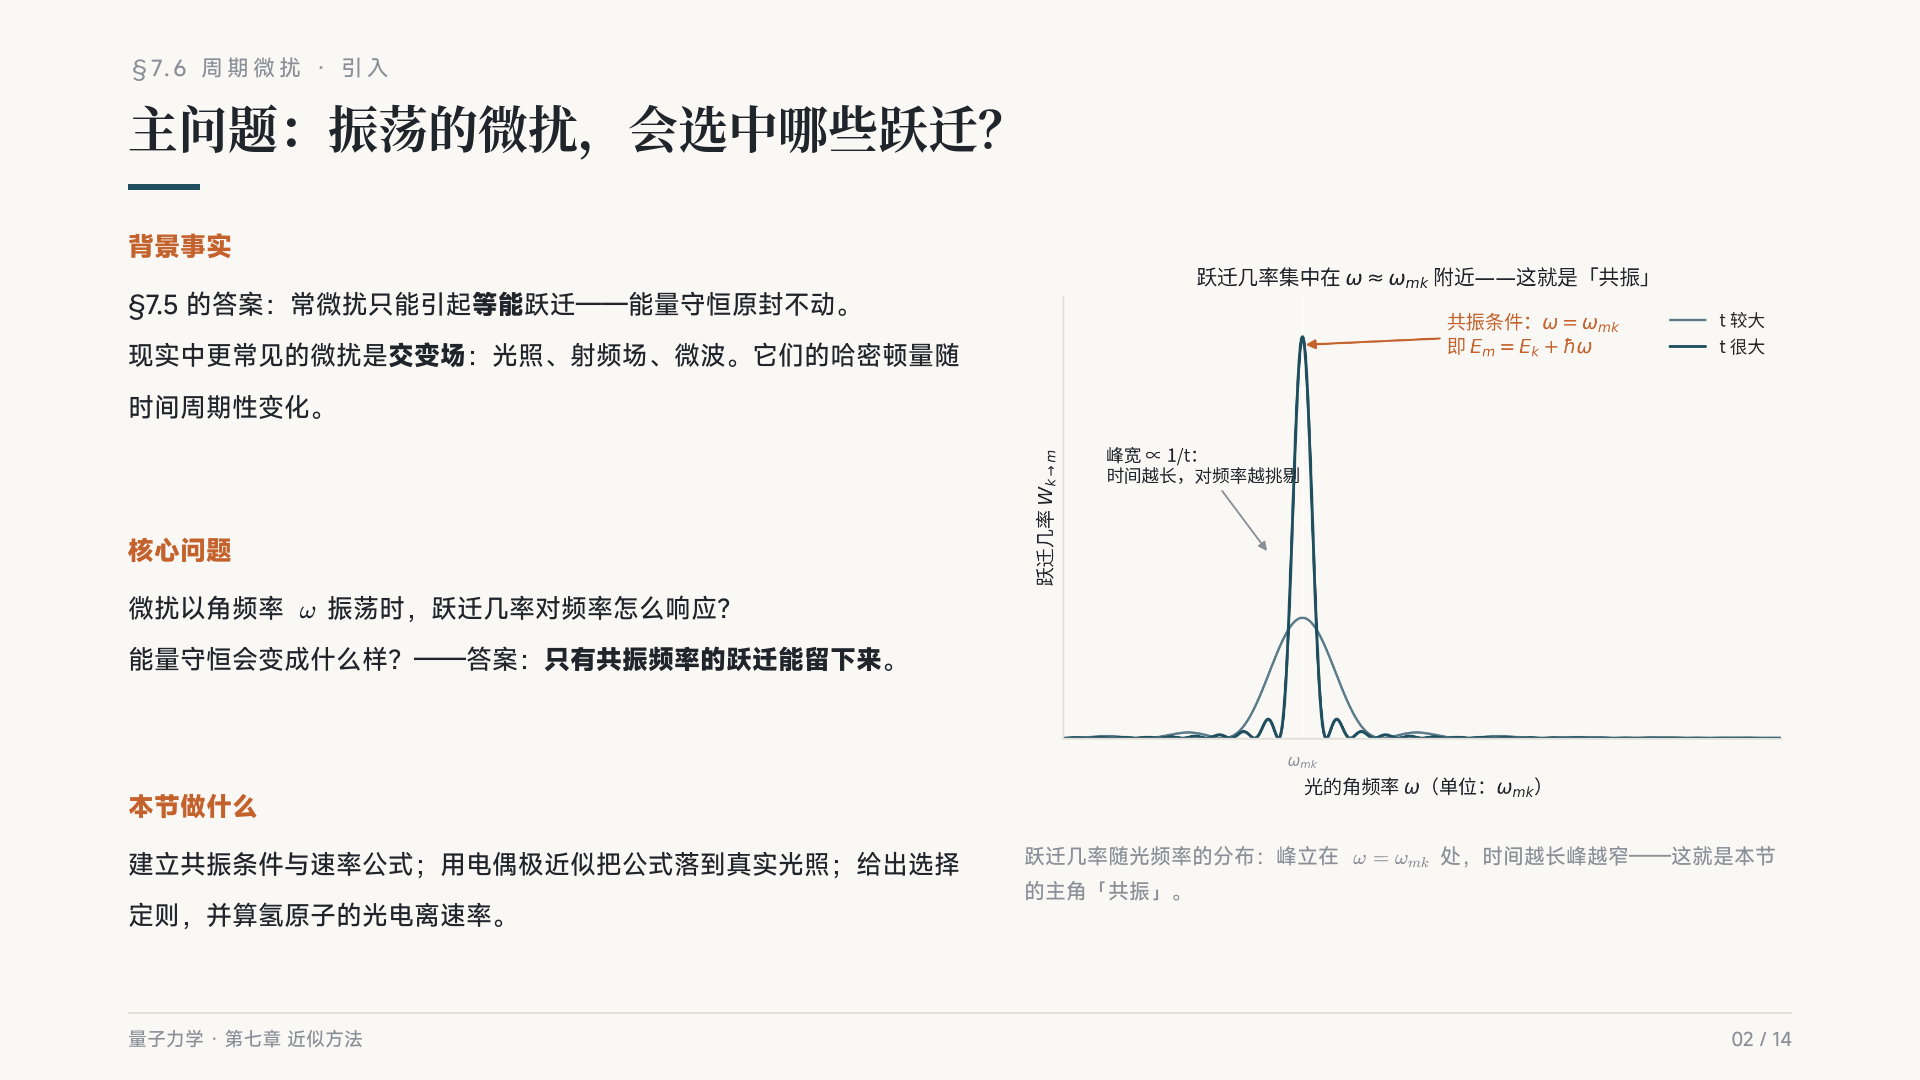 §7.6 周期微扰 · 引入
主问题：振荡的微扰，会选中哪些跃迁？
背景事实
§7.5 的答案：常微扰只能引起等能跃迁——能量守恒原封不动。
现实中更常见的微扰是交变场：光照、射频场、微波。它们的哈密顿量随
时间周期性变化。
核心问题
微扰以角频率 ω 振荡时，跃迁几率对频率怎么响应？
能量守恒会变成什么样？——答案：只有共振频率的跃迁能留下来。
本节做什么
建立共振条件与速率公式；用电偶极近似把公式落到真实光照；给出选择
定则，并算氢原子的光电离速率。
跃迁几率集中在 ω ≈ ω_{mk} 附近——这就是「共振」
共振条件：ω = ω_{mk}
即 E_m = E_k + ħω
t 较大
t 很大
峰宽 ∝ 1/t：
时间越长，对频率越挑剔
跃迁几率 W_{k→m}
ω_{mk}
光的角频率 ω（单位：ω_{mk}）
跃迁几率随光频率的分布：峰立在 ω = ω_{mk} 处，时间越长峰越窄——这就是本节
的主角「共振」。
量子力学 · 第七章 近似方法
02 / 14